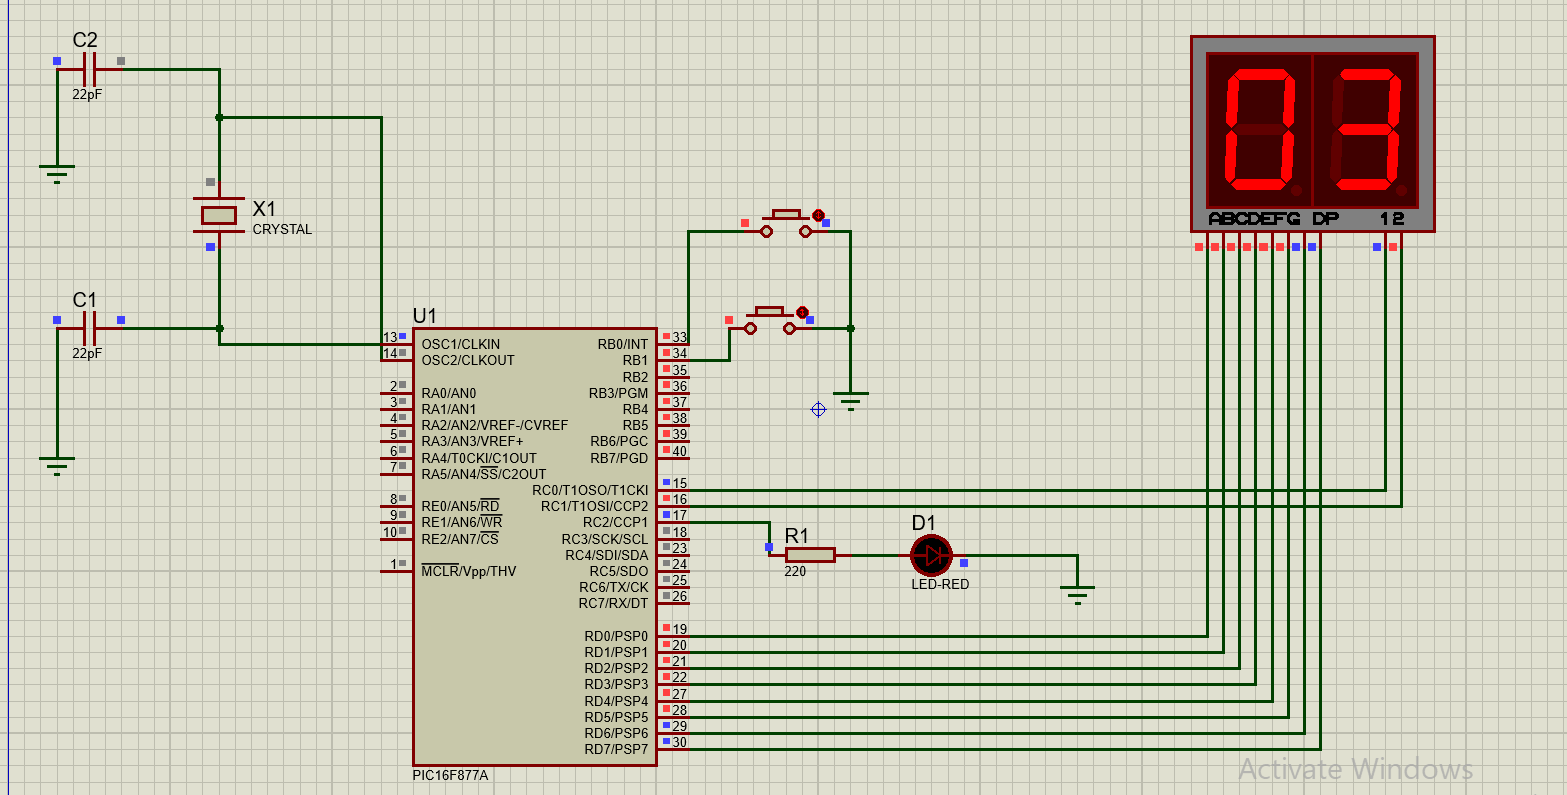 C2
22pF
X1
CRYSTAL
C1
22pF
U1
13 OSC1/CLKIN
14 OSC2/CLKOUT
2 RA0/AN0
3 RA1/AN1
4 RA2/AN2/VREF-/CVREF
5 RA3/AN3/VREF+
6 RA4/T0CKI/C1OUT
7 RA5/AN4/SS/C2OUT
8 RE0/AN5/RD
9 RE1/AN6/WR
10 RE2/AN7/CS
1 MCLR/Vpp/THV
RB0/INT 33
RB1 34
RB2 35
RB3/PGM 36
RB4 37
RB5 38
RB6/PGC 39
RB7/PGD 40
RC0/T1OSO/T1CKI 15
RC1/T1OSI/CCP2 16
RC2/CCP1 17
RC3/SCK/SCL 18
RC4/SDI/SDA 23
RC5/SDO 24
RC6/TX/CK 25
RC7/RX/DT 26
RD0/PSP0 19
RD1/PSP1 20
RD2/PSP2 21
RD3/PSP3 22
RD4/PSP4 27
RD5/PSP5 28
RD6/PSP6 29
RD7/PSP7 30
PIC16F877A
R1
220
D1
LED-RED
03
ABCDEFG DP 12
Activate Windows